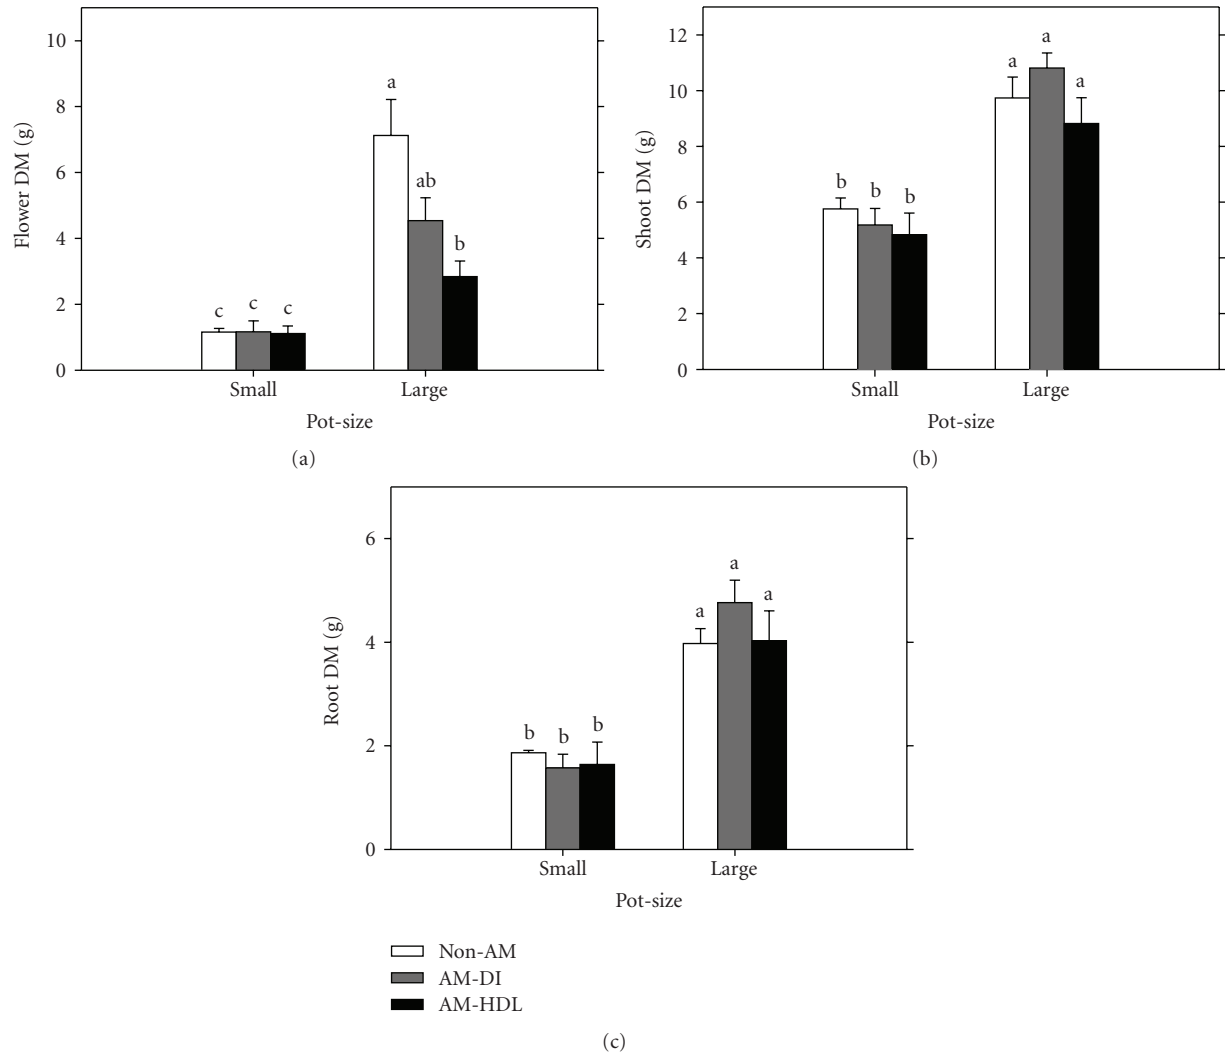 10
8
6
4
2
0
Flower DM (g)
a
ab
b
c c c
Small Large
Pot-size
(a)
12
10
8
6
4
2
0
Shoot DM (g)
a a a
b b b
Small Large
Pot-size
(b)
6
4
2
0
Root DM (g)
a a a
b b b
Small Large
Pot-size
Non-AM
AM-DI
AM-HDL
(c)